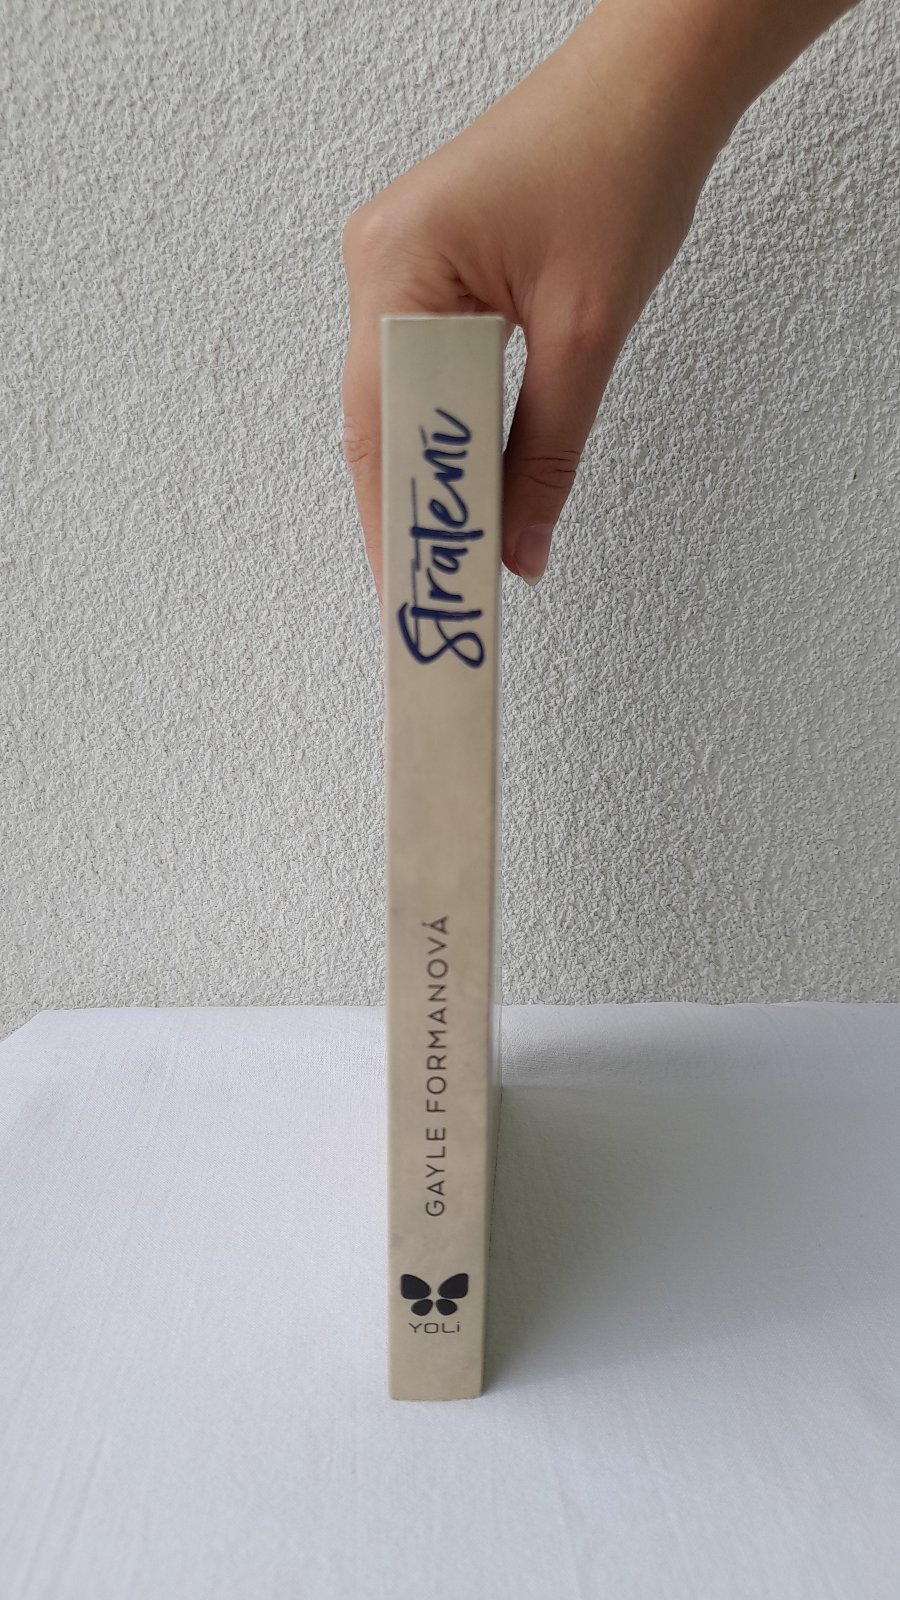 Stratení
GAYLE FORMANOVÁ
YOLi